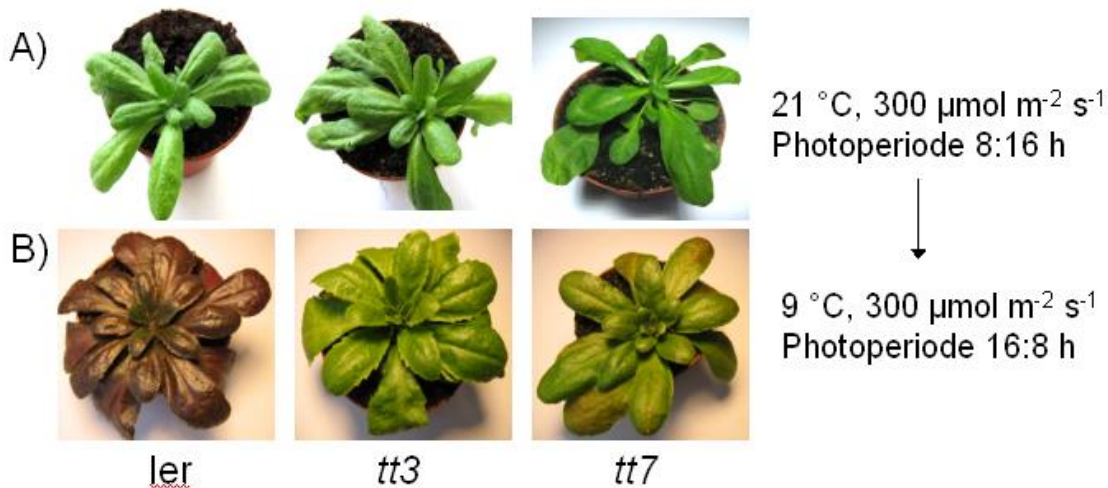 A)
21 °C, 300 µmol m⁻² s⁻¹
Photoperiode 8:16 h
B)
9 °C, 300 µmol m⁻² s⁻¹
Photoperiode 16:8 h
ler tt3 tt7